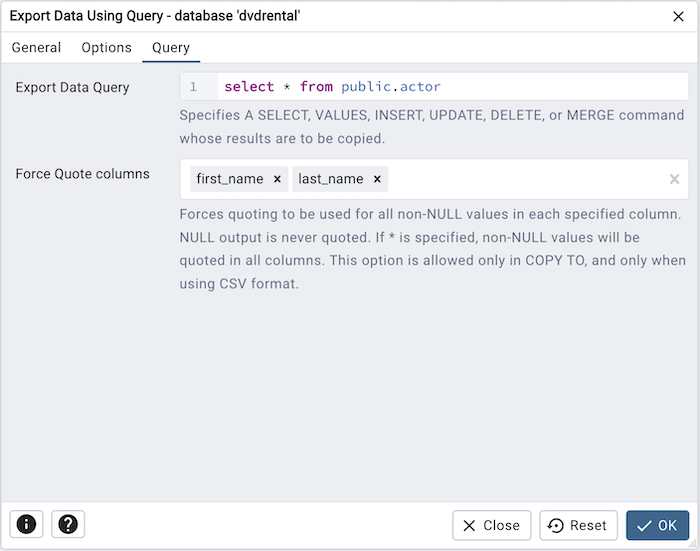 Export Data Using Query - database 'dvdrental'
General Options Query
Export Data Query
1 select * from public.actor
Specifies A SELECT, VALUES, INSERT, UPDATE, DELETE, or MERGE command
whose results are to be copied.
Force Quote columns
first_name × last_name ×
Forces quoting to be used for all non-NULL values in each specified column.
NULL output is never quoted. If * is specified, non-NULL values will be
quoted in all columns. This option is allowed only in COPY TO, and only when
using CSV format.
Close Reset OK